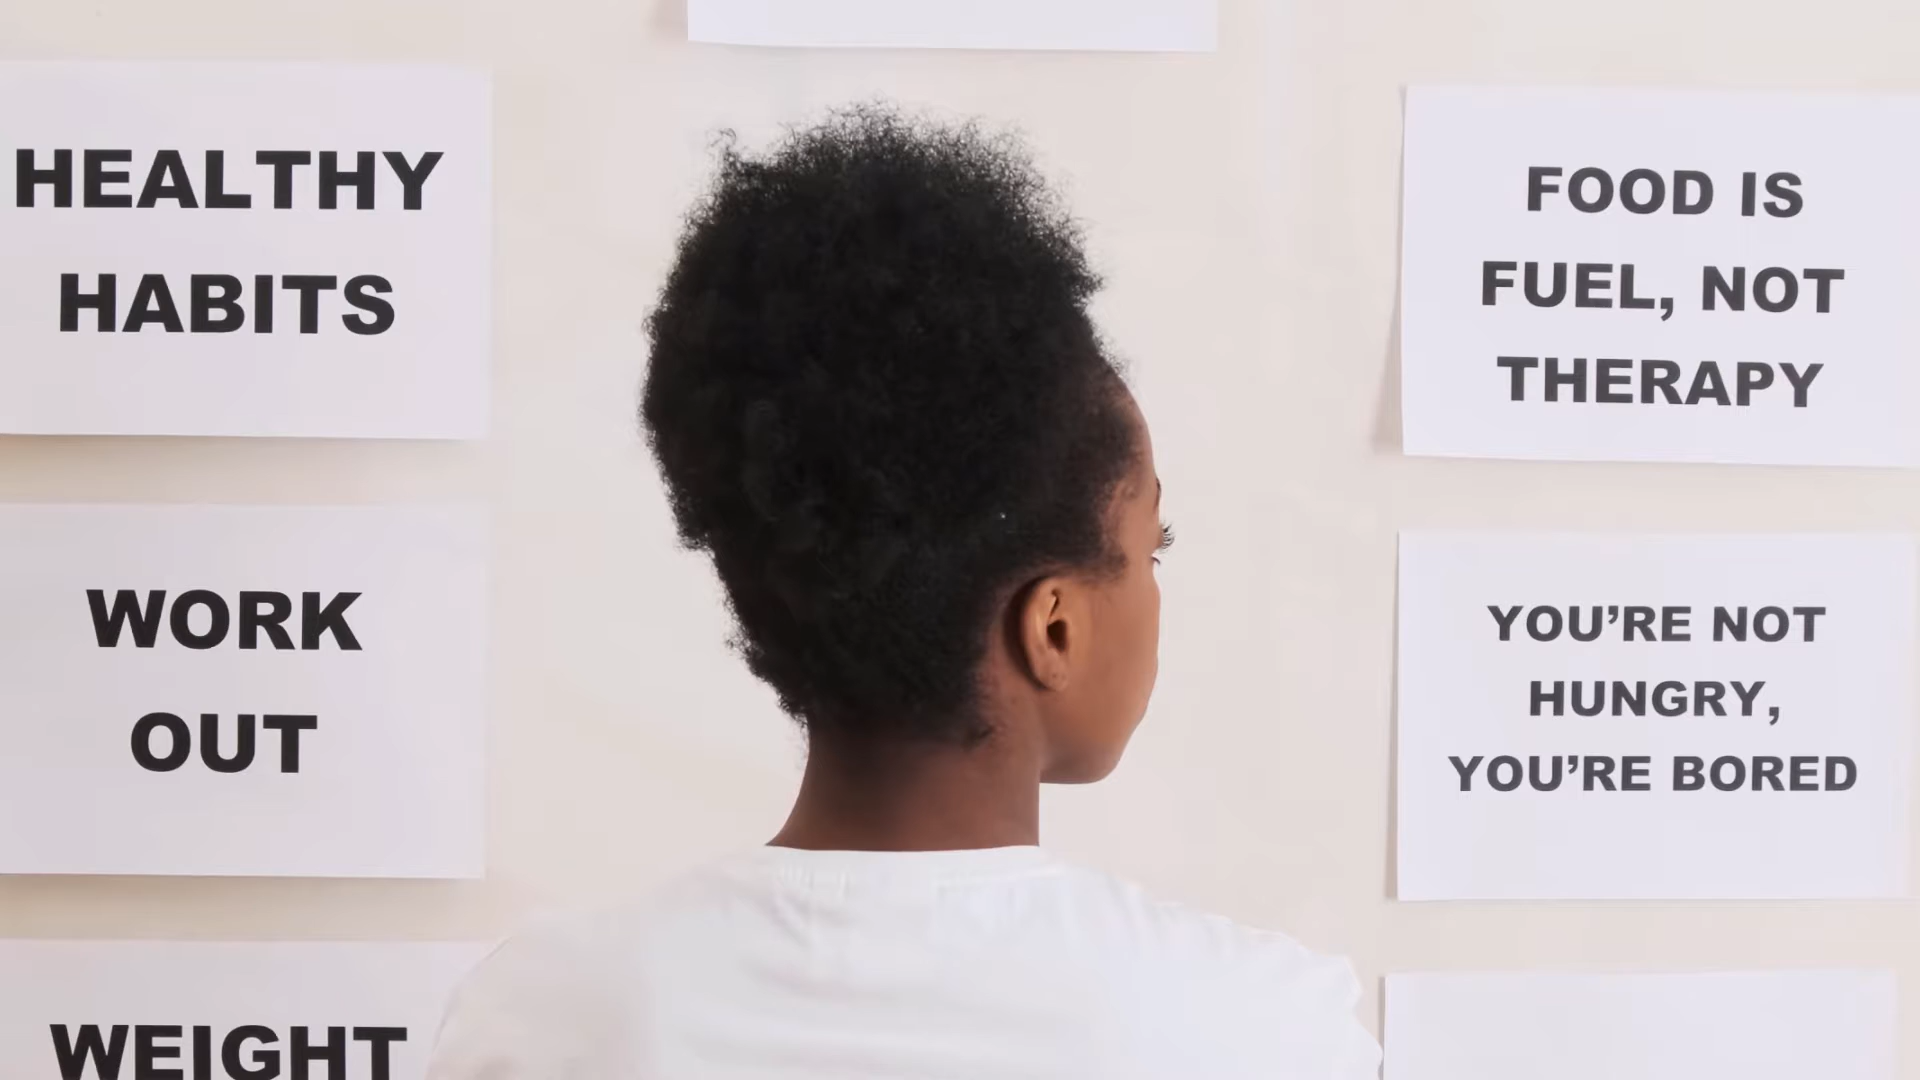 HEALTHY
HABITS
WORK
OUT
WEIGHT
FOOD IS
FUEL, NOT
THERAPY
YOU’RE NOT
HUNGRY,
YOU’RE BORED